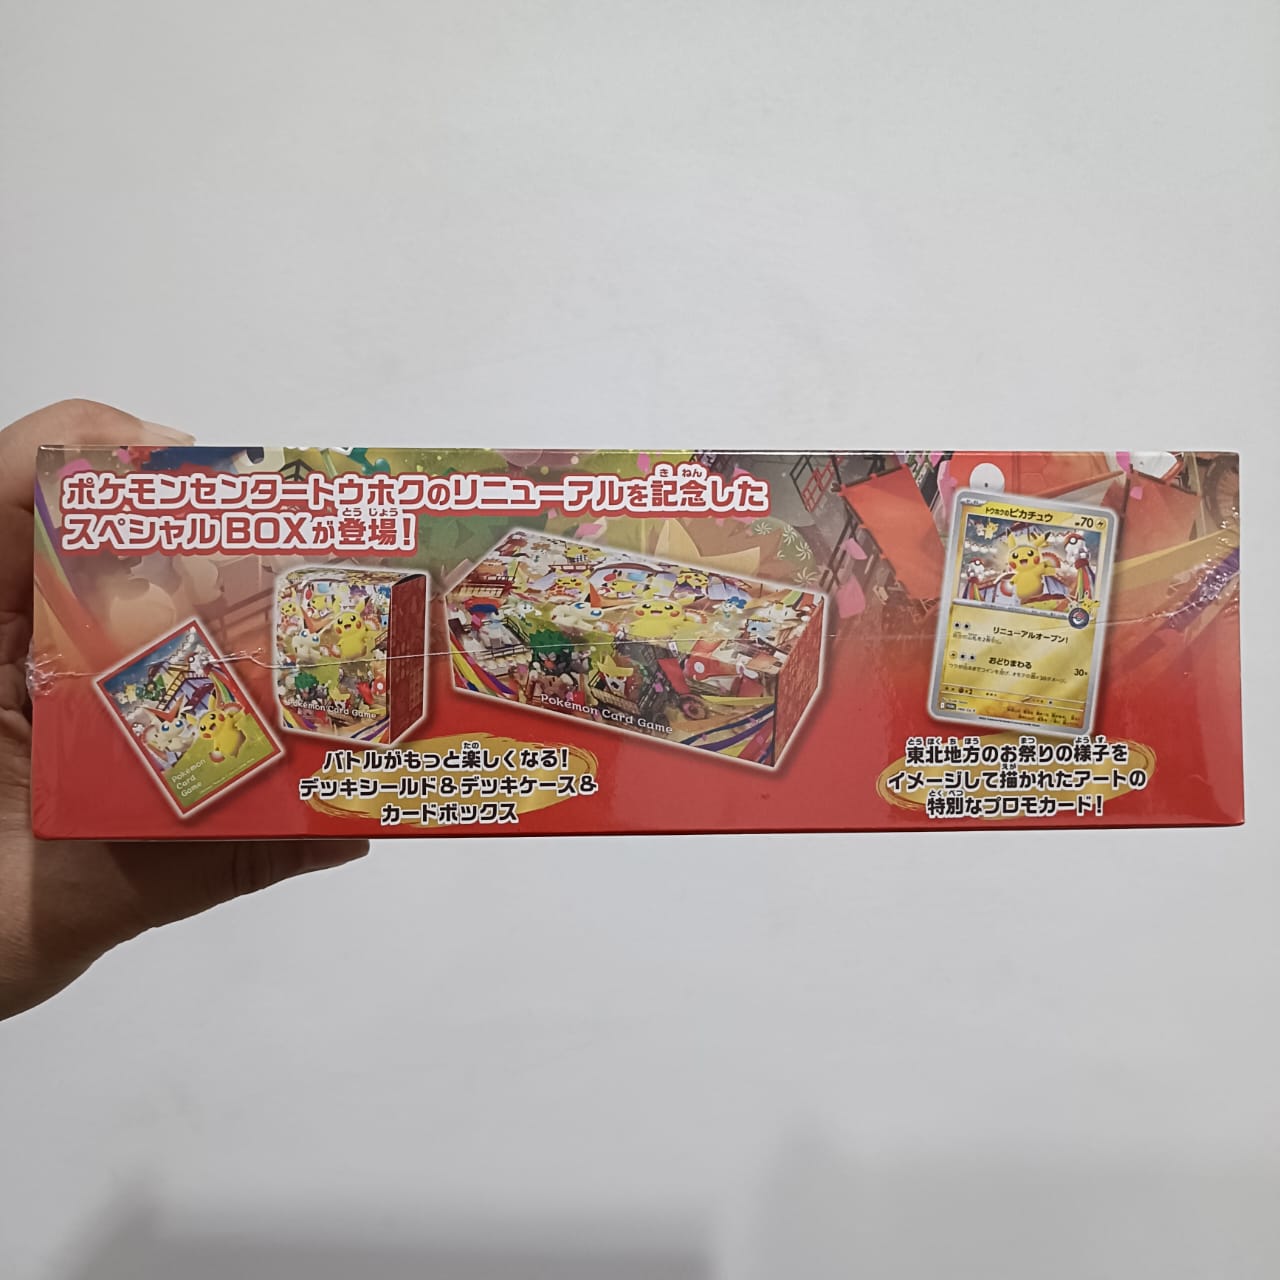 ポケモンセンタートウホクのリニューアルを記念した
スペシャルBOXが登場!
Pokémon
Card
Game
Pokémon Card Game
Pokémon Card Game
バトルがもっと楽しくなる!
デッキシールド&デッキケース&
カードボックス
トウホクのピカチュウ
HP70
リニューアルオープン!
おどりまわる
30×
東北地方のお祭りの様子を
イメージして描かれたアートの
特別なプロモカード!